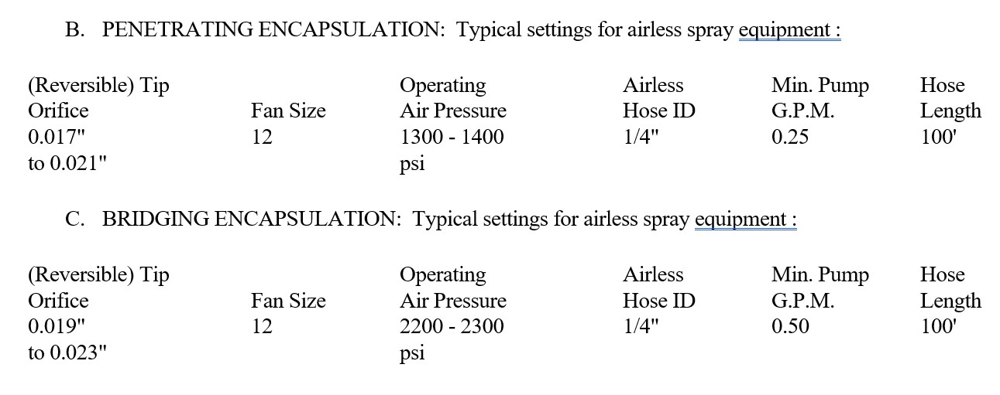 B. PENETRATING ENCAPSULATION: Typical settings for airless spray equipment :
(Reversible) Tip Operating Airless Min. Pump Hose
Orifice Fan Size Air Pressure Hose ID G.P.M. Length
0.017" 12 1300 - 1400 1/4" 0.25 100'
to 0.021" psi
C. BRIDGING ENCAPSULATION: Typical settings for airless spray equipment :
(Reversible) Tip Operating Airless Min. Pump Hose
Orifice Fan Size Air Pressure Hose ID G.P.M. Length
0.019" 12 2200 - 2300 1/4" 0.50 100'
to 0.023" psi